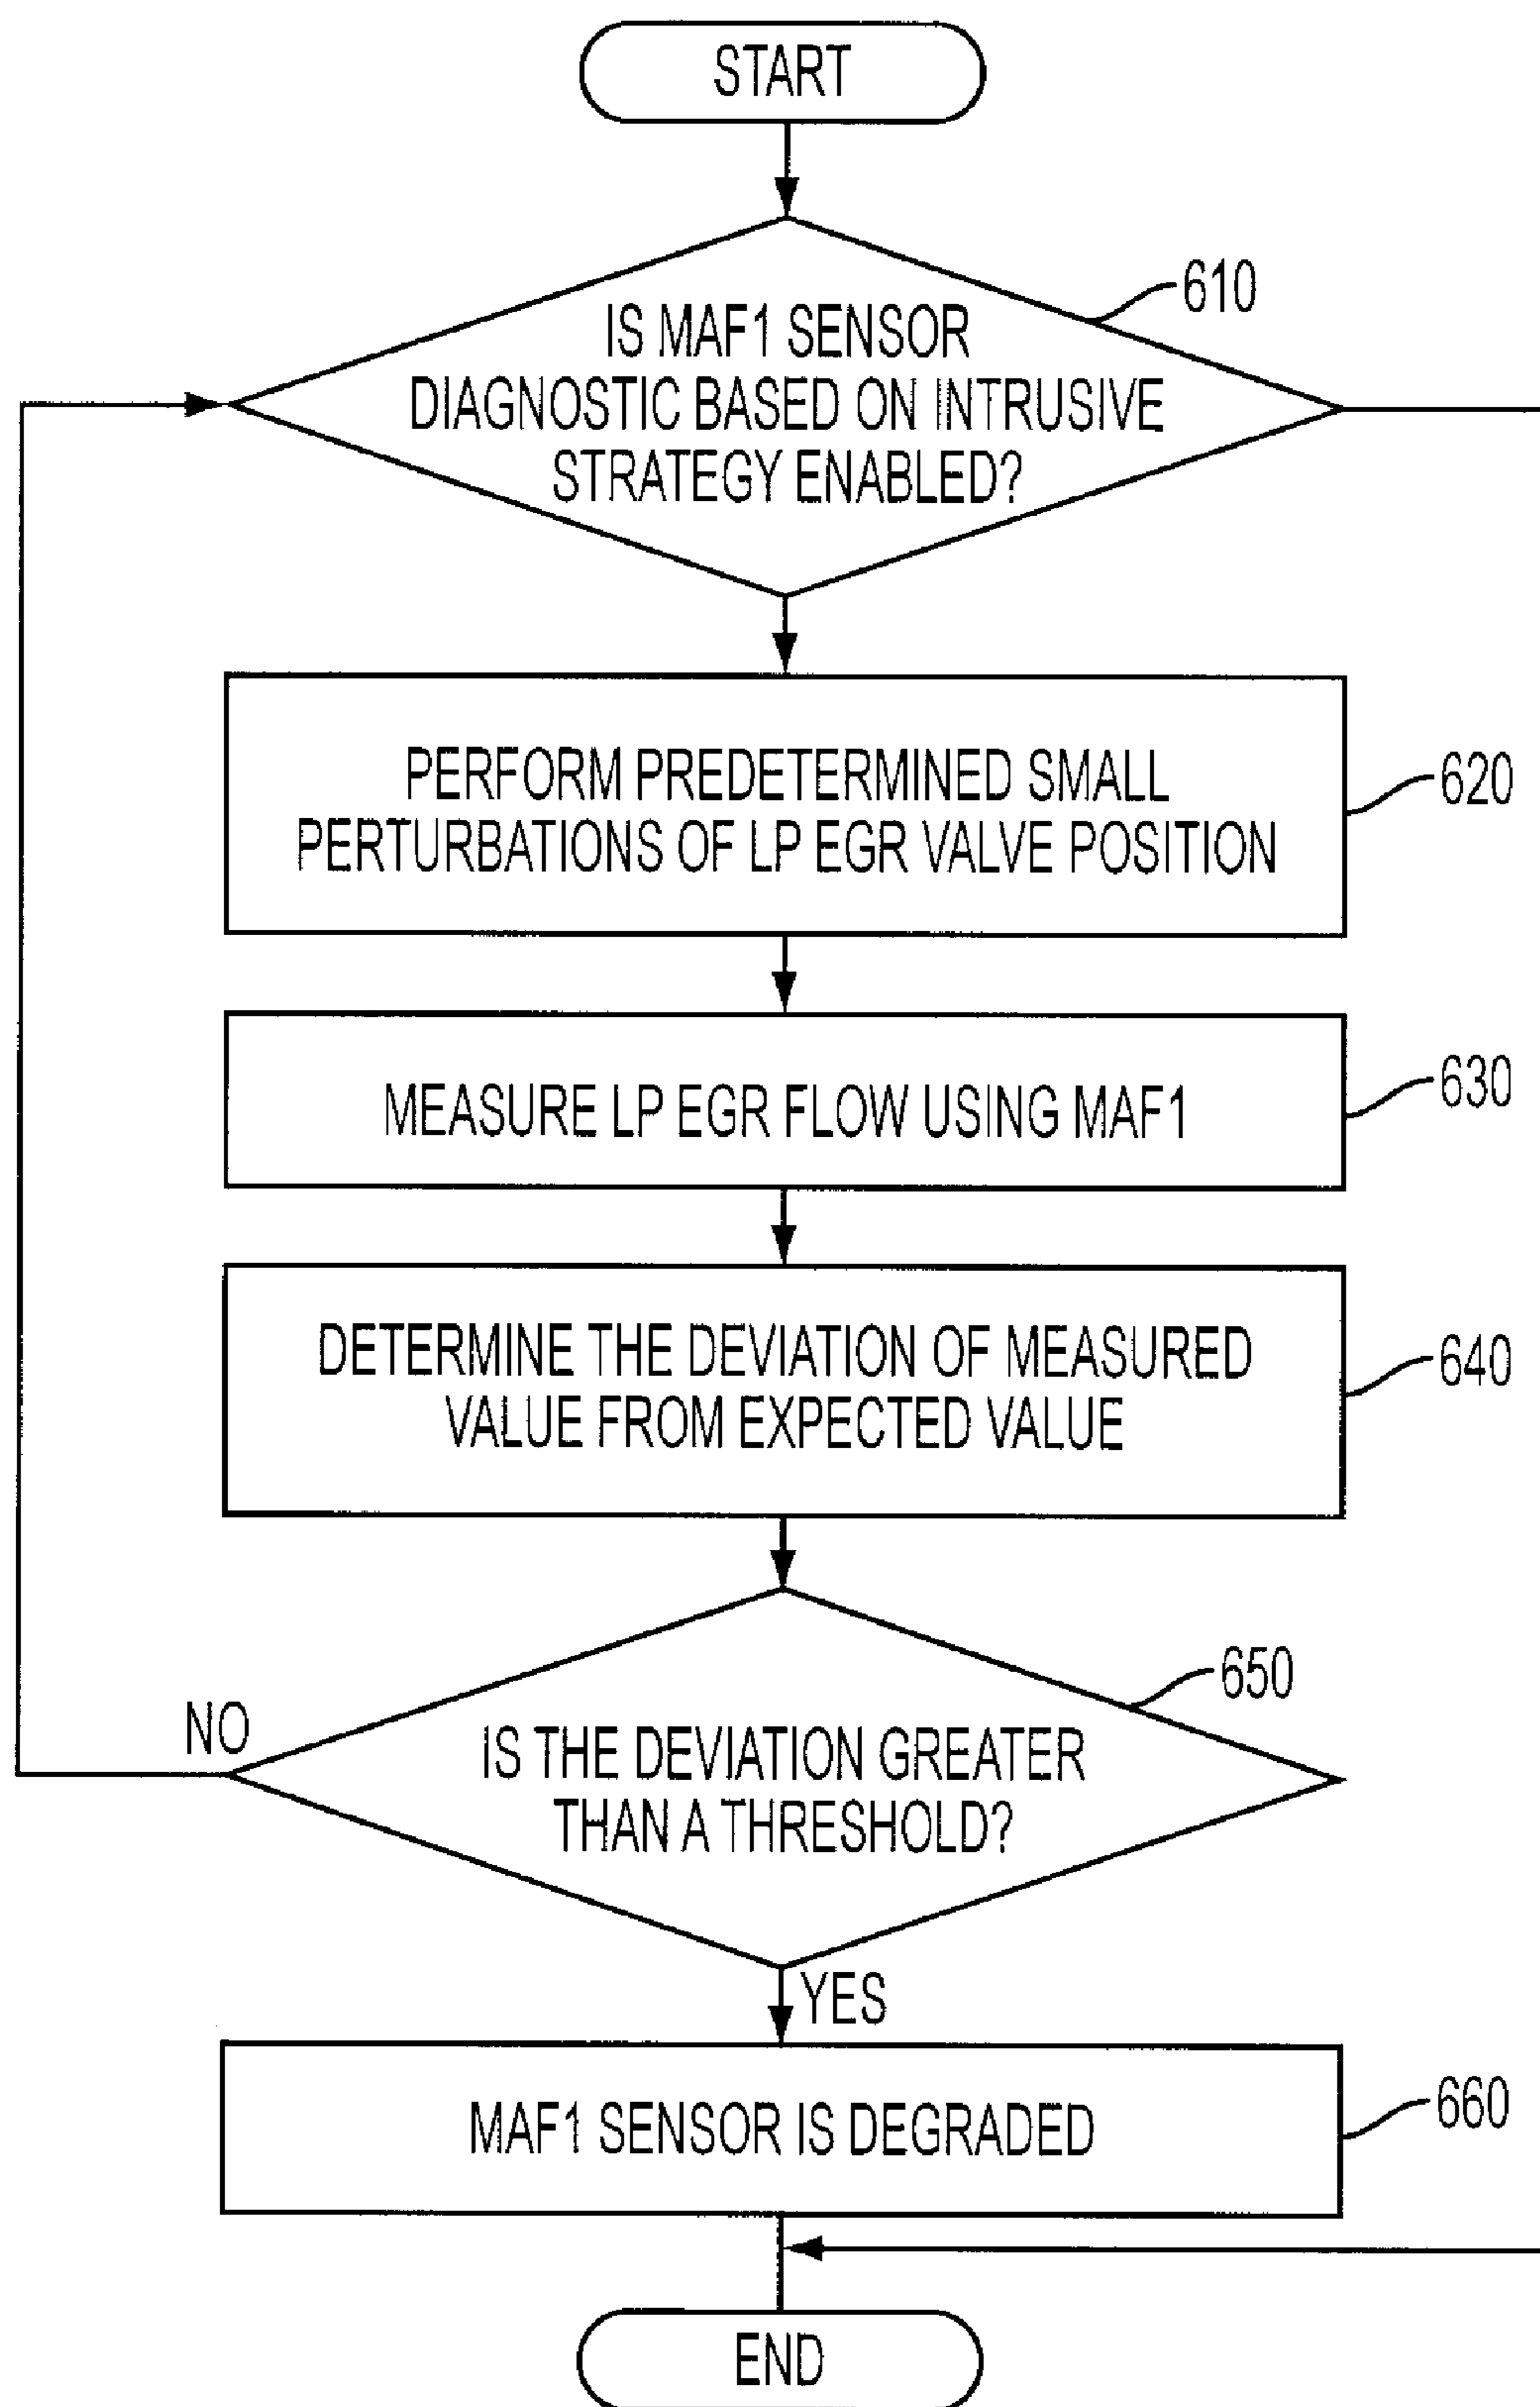 START
610
IS MAF1 SENSOR
DIAGNOSTIC BASED ON INTRUSIVE
STRATEGY ENABLED?
PERFORM PREDETERMINED SMALL
PERTURBATIONS OF LP EGR VALVE POSITION
620
MEASURE LP EGR FLOW USING MAF1
630
DETERMINE THE DEVIATION OF MEASURED
VALUE FROM EXPECTED VALUE
640
650
NO
IS THE DEVIATION GREATER
THAN A THRESHOLD?
YES
MAF1 SENSOR IS DEGRADED
660
END